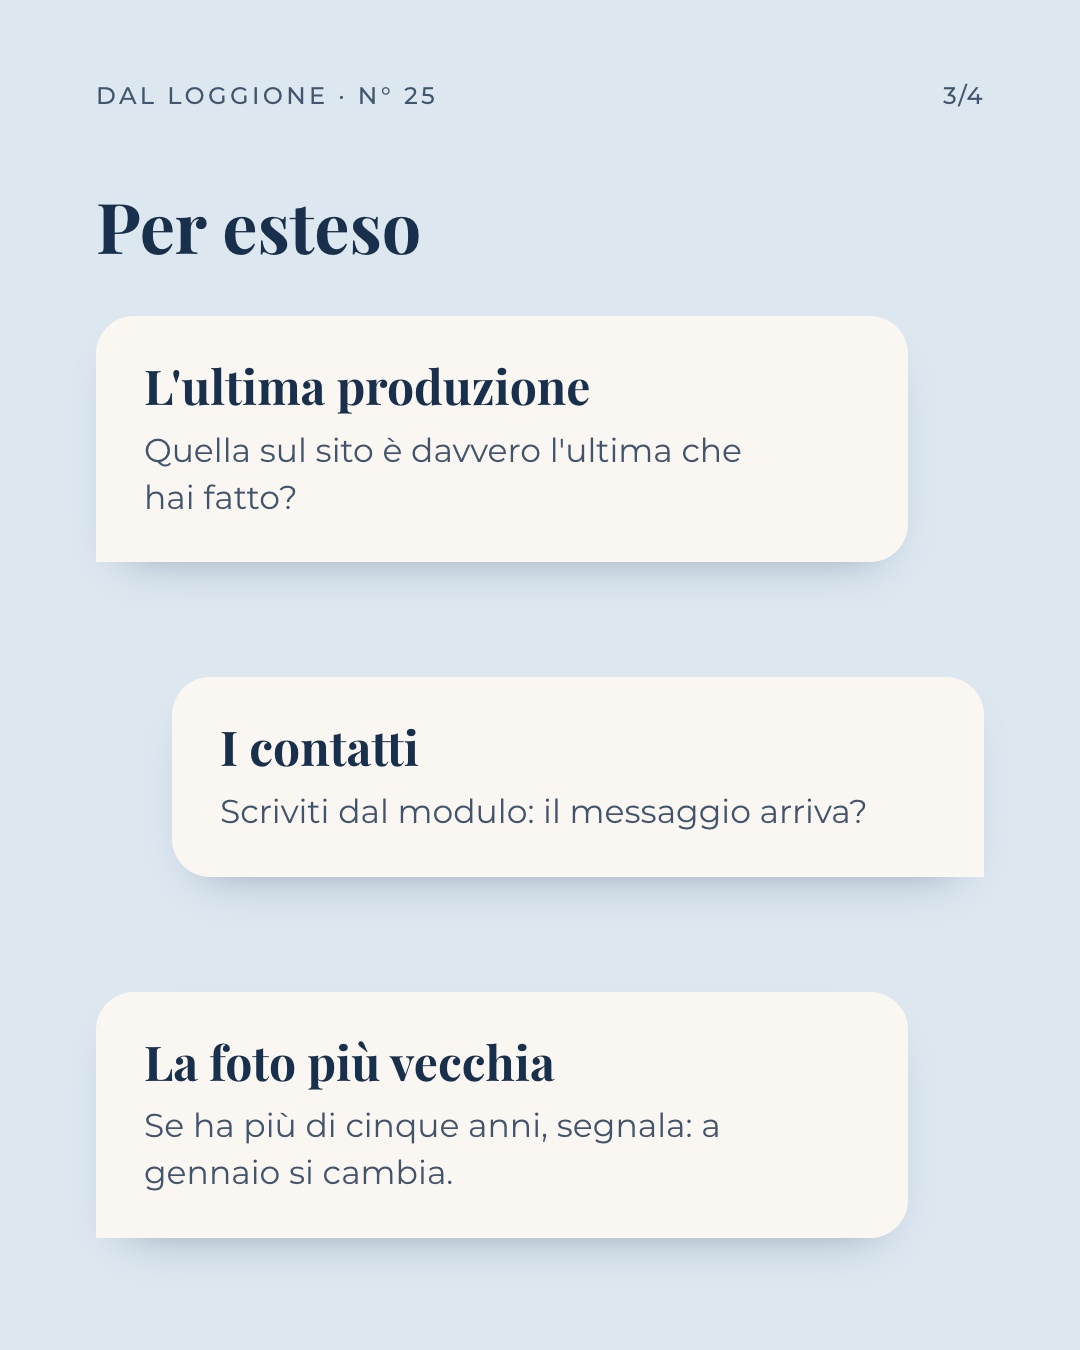 DAL LOGGIONE · N° 25
3/4
Per esteso
L'ultima produzione
Quella sul sito è davvero l'ultima che
hai fatto?
I contatti
Scriviti dal modulo: il messaggio arriva?
La foto più vecchia
Se ha più di cinque anni, segnala: a
gennaio si cambia.